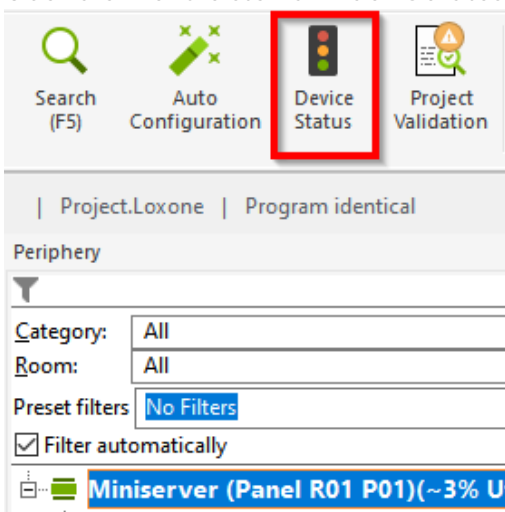 Search
(F5)
Auto
Configuration
Device
Status
Project
Validation
| Project.Loxone | Program identical
Periphery
Category: All
Room: All
Preset filters No Filters
Filter automatically
Miniserver (Panel R01 P01)(~3% U